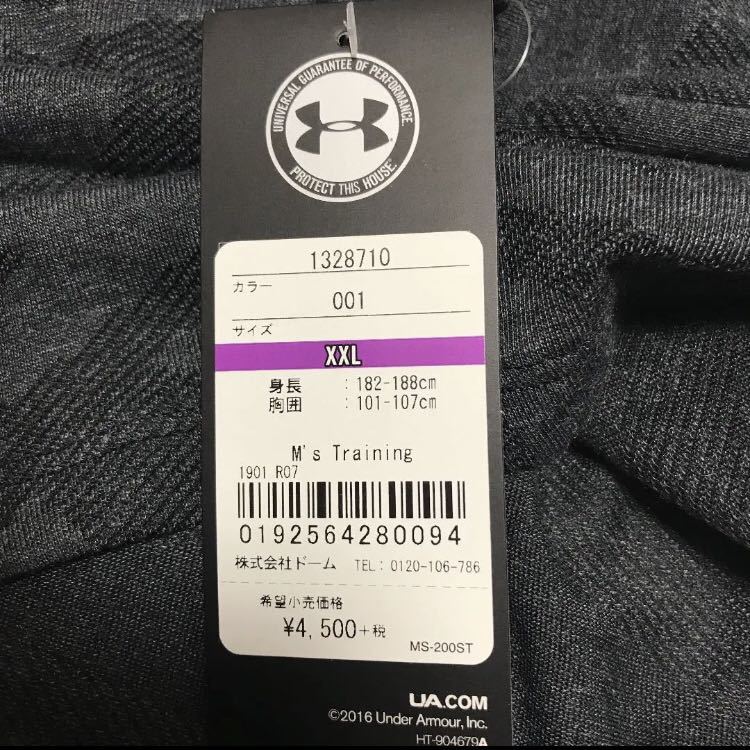 UNIVERSAL GUARANTEE OF PERFORMANCE.
PROTECT THIS HOUSE.
1328710
カラー
001
サイズ
XXL
身長 : 182-188cm
胸囲 : 101-107cm
M's Training
1901 R07
0192564280094
株式会社ドーム TEL: 0120-106-786
希望小売価格
¥4,500+税
MS-200ST
UA.COM
©2016 Under Armour, Inc.
HT-904679A